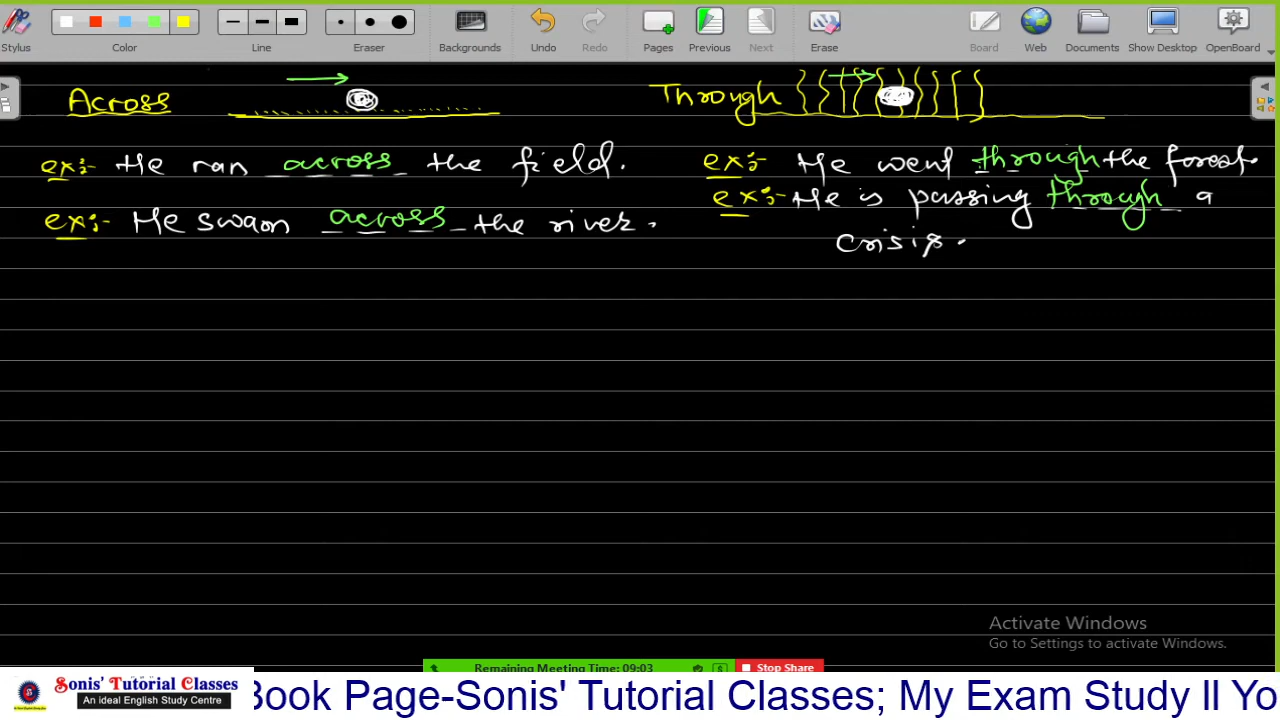 Stylus
Color
Line
Eraser
Backgrounds
Undo
Redo
Pages
Previous
Next
Erase
Board
Web
Documents
Show Desktop
OpenBoard
Across
ex:- He ran across the field.
ex:- He swam across the river.
Through
ex:- He went through the forest.
ex:- He is passing through a
crisis.
Activate Windows
Go to Settings to activate Windows.
Remaining Meeting Time: 09:03
Stop Share
Sonis' Tutorial Classes
An ideal English Study Centre
Book Page-Sonis' Tutorial Classes; My Exam Study ll Yo